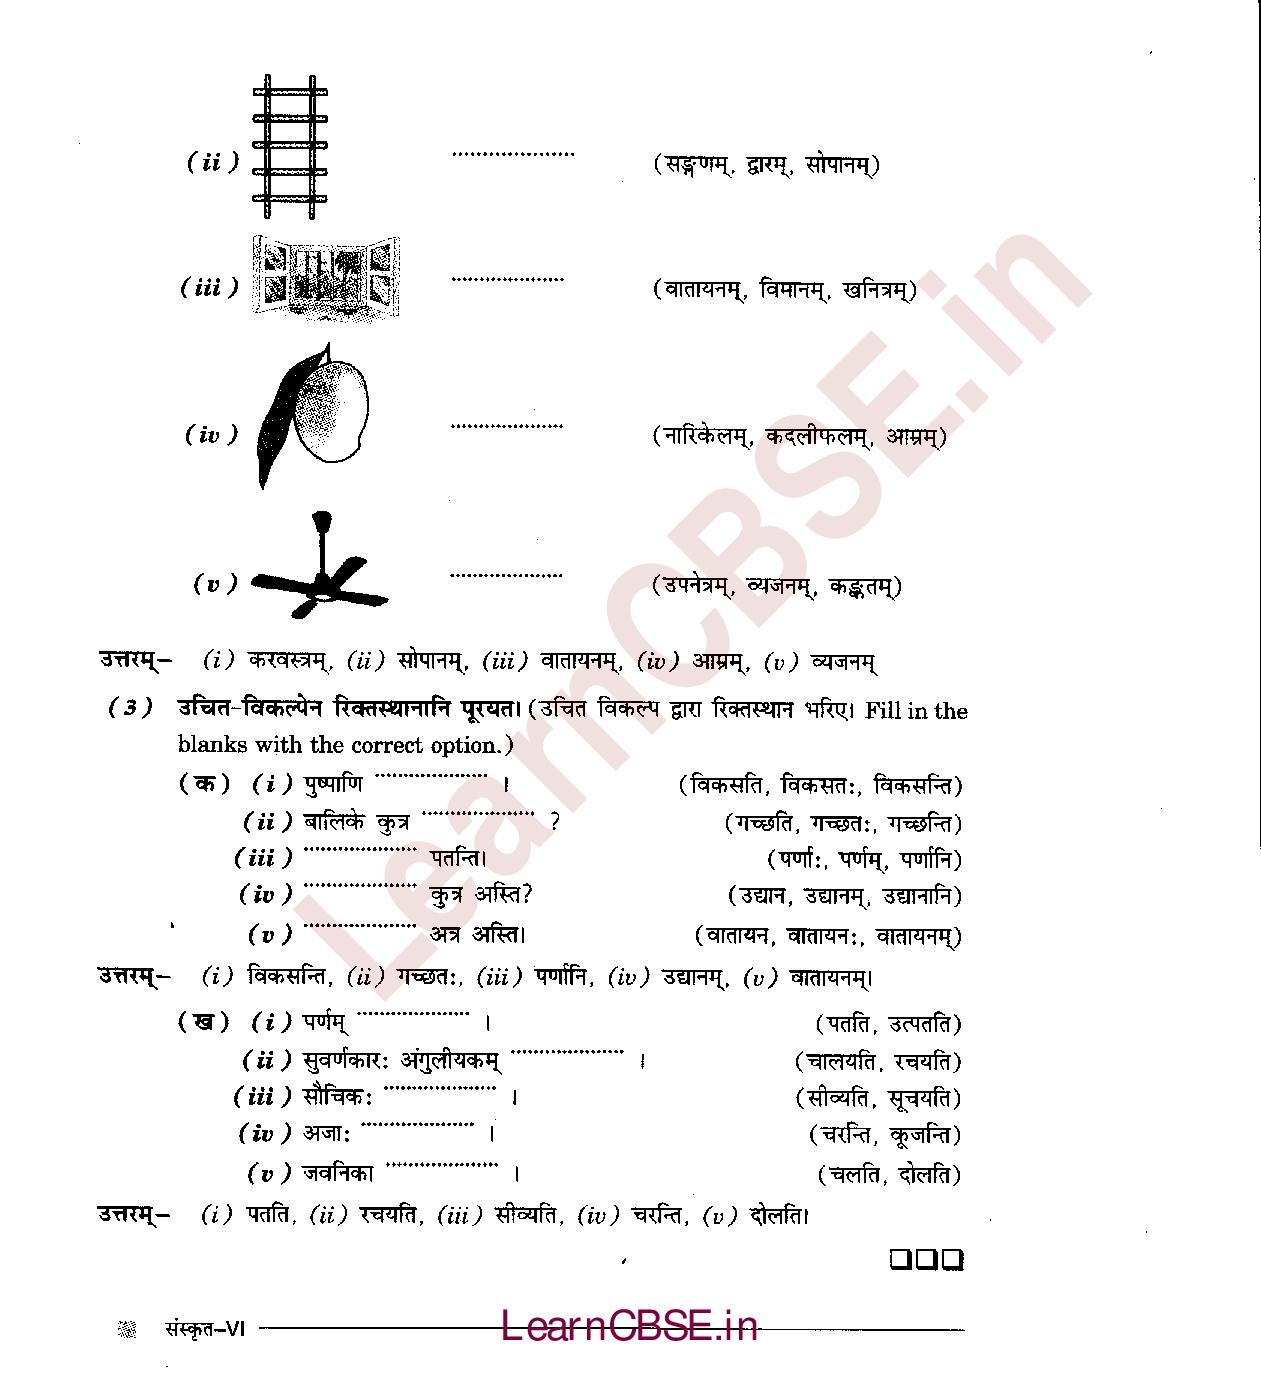 (ii) ..................... (सङ्गणम्, द्वारम्, सोपानम्)
(iii) ................... (वातायनम्, विमानम्, खनित्रम्)
(iv) ................... (नारिकेलम्, कदलीफलम्, आम्रम्)
(v) ................... (उपनेत्रम्, व्यजनम्, कङ्कतम्)
उत्तरम्– (i) करवस्त्रम्, (ii) सोपानम्, (iii) वातायनम्, (iv) आम्रम्, (v) व्यजनम्
(3) उचित-विकल्पेन रिक्तस्थानानि पूरयत। (उचित विकल्प द्वारा रिक्तस्थान भरिए। Fill in the
blanks with the correct option.)
(क) (i) पुष्पाणि ................... । (विकसति, विकसतः, विकसन्ति)
(ii) बालिके कुत्र ................... ? (गच्छति, गच्छतः, गच्छन्ति)
(iii) ................... पतन्ति। (पर्णाः, पर्णम्, पर्णानि)
(iv) ................... कुत्र अस्ति? (उद्यान, उद्यानम्, उद्यानानि)
(v) ................... अत्र अस्ति। (वातायन, वातायनः, वातायनम्)
उत्तरम्– (i) विकसन्ति, (ii) गच्छतः, (iii) पर्णानि, (iv) उद्यानम्, (v) वातायनम्।
(ख) (i) पर्णम् ................... । (पतति, उत्पतति)
(ii) सुवर्णकारः अंगुलीयकम् ................... । (चालयति, रचयति)
(iii) सौचिकः ................... । (सीव्यति, सूचयति)
(iv) अजाः ................... । (चरन्ति, कूजन्ति)
(v) जवनिका ................... । (चलति, दोलति)
उत्तरम्– (i) पतति, (ii) रचयति, (iii) सीव्यति, (iv) चरन्ति, (v) दोलति।
संस्कृत–VI LearnCBSE.in
LearnCBSE.in